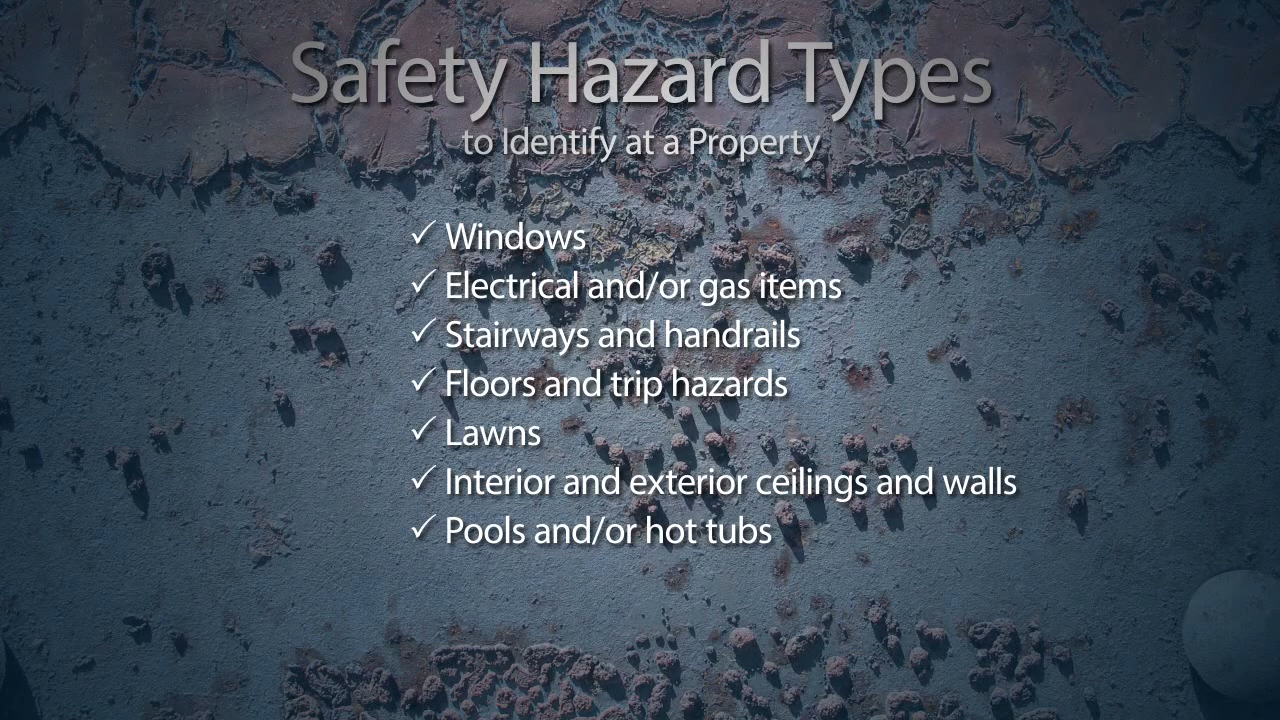 Safety Hazard Types
to Identify at a Property
✓ Windows
✓ Electrical and/or gas items
✓ Stairways and handrails
✓ Floors and trip hazards
✓ Lawns
✓ Interior and exterior ceilings and walls
✓ Pools and/or hot tubs